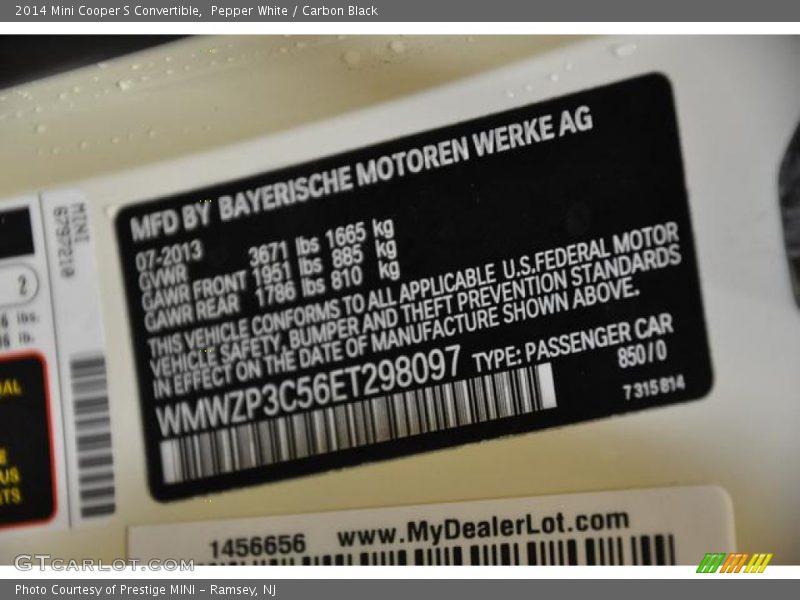 2014 Mini Cooper S Convertible, Pepper White / Carbon Black
MFD BY BAYERISCHE MOTOREN WERKE AG
07-2013
GVWR 3671 lbs 1665 kg
GAWR FRONT 1951 lbs 885 kg
GAWR REAR 1786 lbs 810 kg
THIS VEHICLE CONFORMS TO ALL APPLICABLE U.S.FEDERAL MOTOR
VEHICLE SAFETY, BUMPER AND THEFT PREVENTION STANDARDS
IN EFFECT ON THE DATE OF MANUFACTURE SHOWN ABOVE.
WMWZP3C56ET298097 TYPE: PASSENGER CAR
850/0
7315814
MINI
6797210
2
lbs.
lb.
1456656 www.MyDealerLot.com
GTcarlot.com
Photo Courtesy of Prestige MINI - Ramsey, NJ